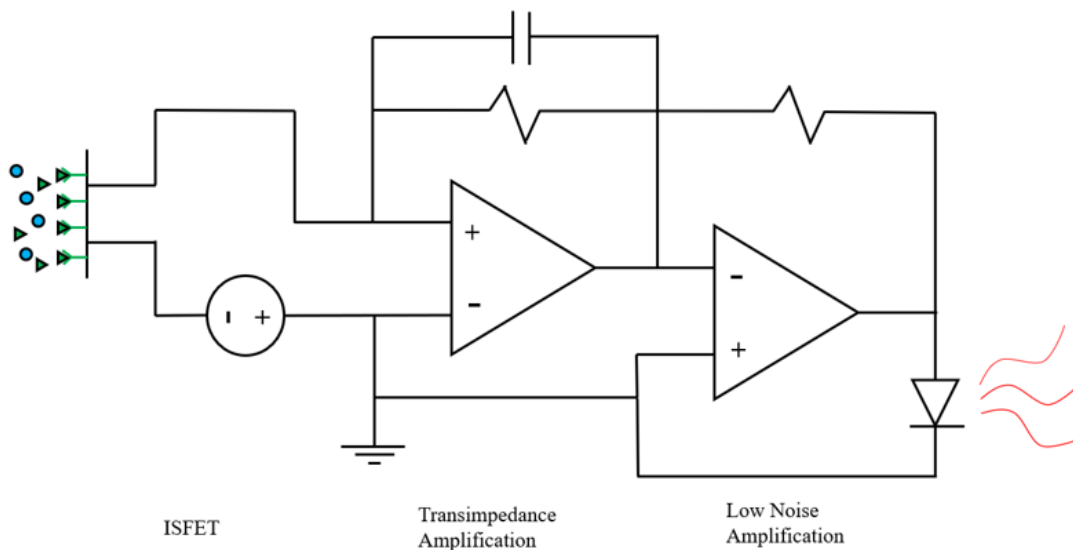 +
-
- +
-
+
ISFET
Transimpedance
Amplification
Low Noise
Amplification